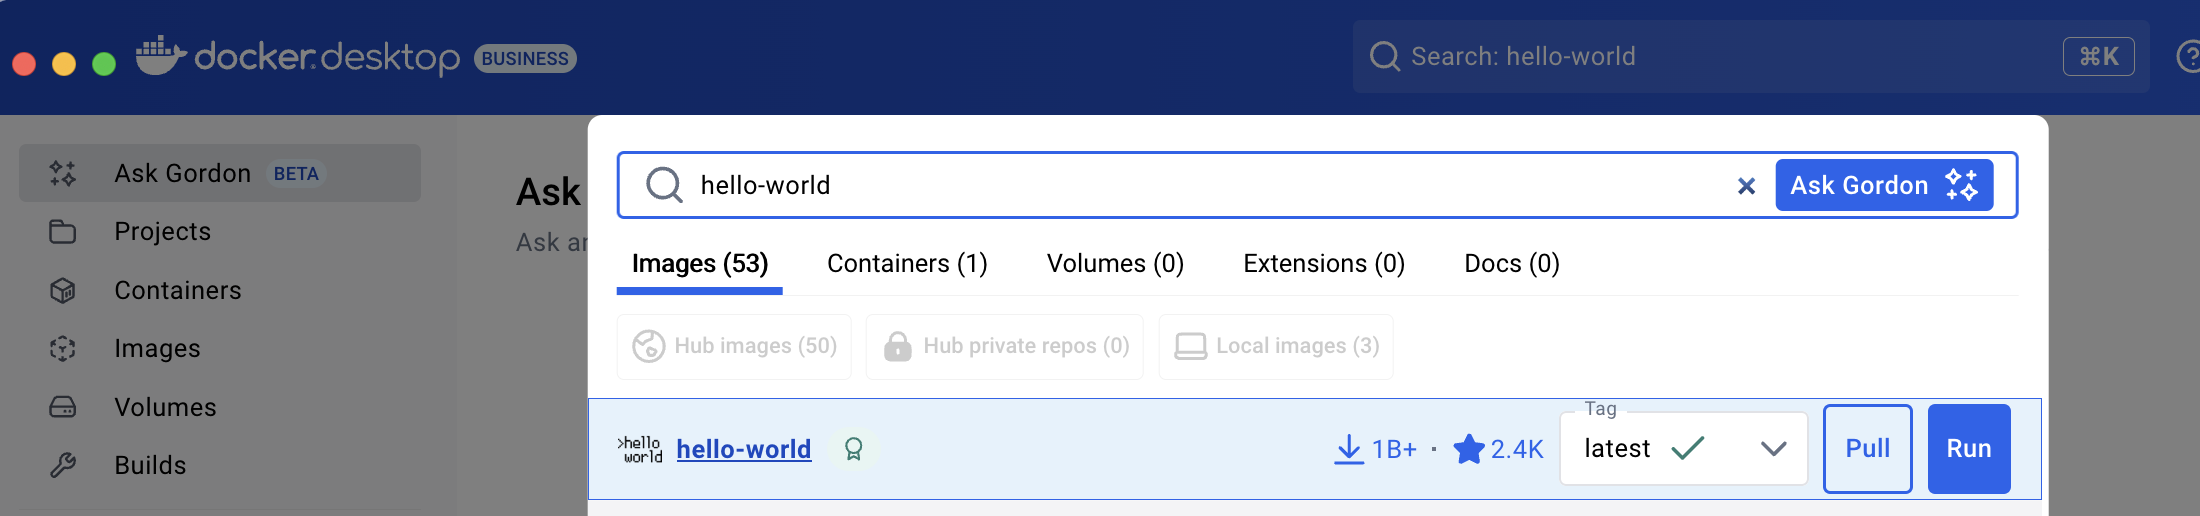 docker.desktop BUSINESS
Search: hello-world
⌘K
Ask Gordon BETA
Projects
Containers
Images
Volumes
Builds
Ask
Ask
hello-world
× Ask Gordon
Images (53) Containers (1) Volumes (0) Extensions (0) Docs (0)
Hub images (50) Hub private repos (0) Local images (3)
>hello
world
hello-world
1B+ · 2.4K
Tag
latest
Pull
Run